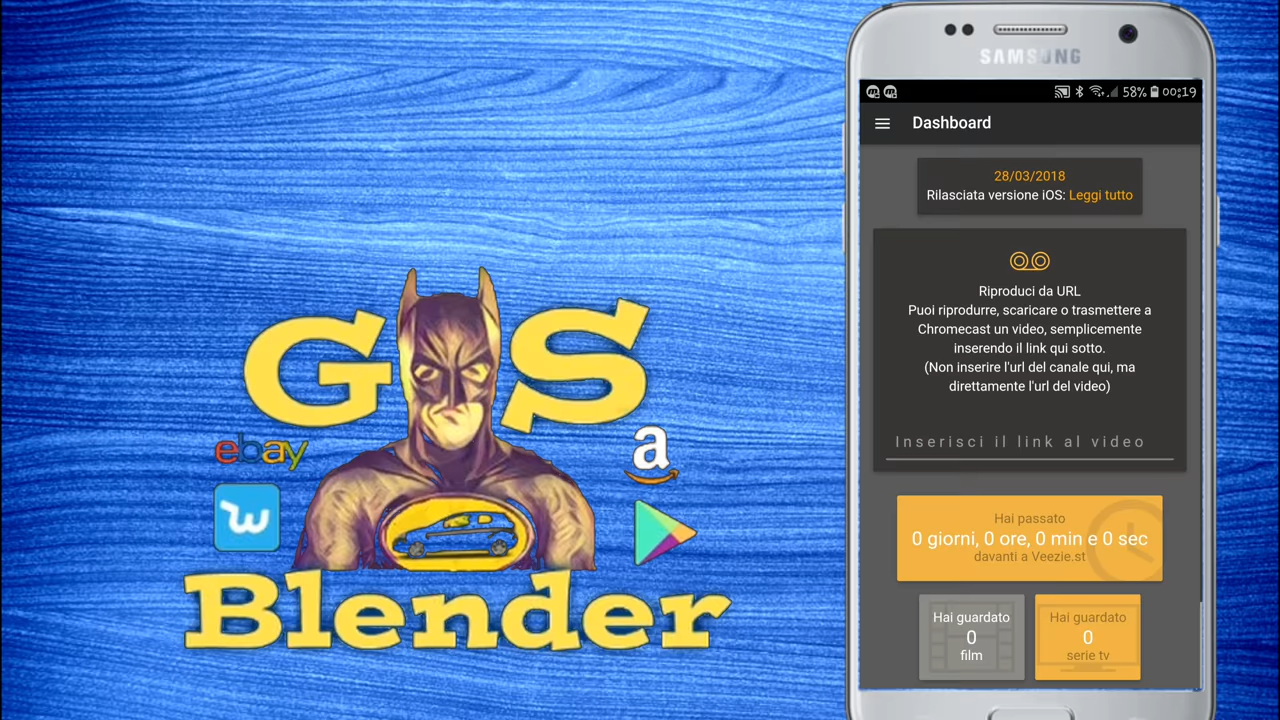 G S
ebay
a
w
Blender
SAMSUNG
58% 00:19
Dashboard
28/03/2018
Rilasciata versione iOS: Leggi tutto
Riproduci da URL
Puoi riprodurre, scaricare o trasmettere a
Chromecast un video, semplicemente
inserendo il link qui sotto.
(Non inserire l'url del canale qui, ma
direttamente l'url del video)
Inserisci il link al video
Hai passato
0 giorni, 0 ore, 0 min e 0 sec
davanti a Veezie.st
Hai guardato
0
film
Hai guardato
0
serie tv